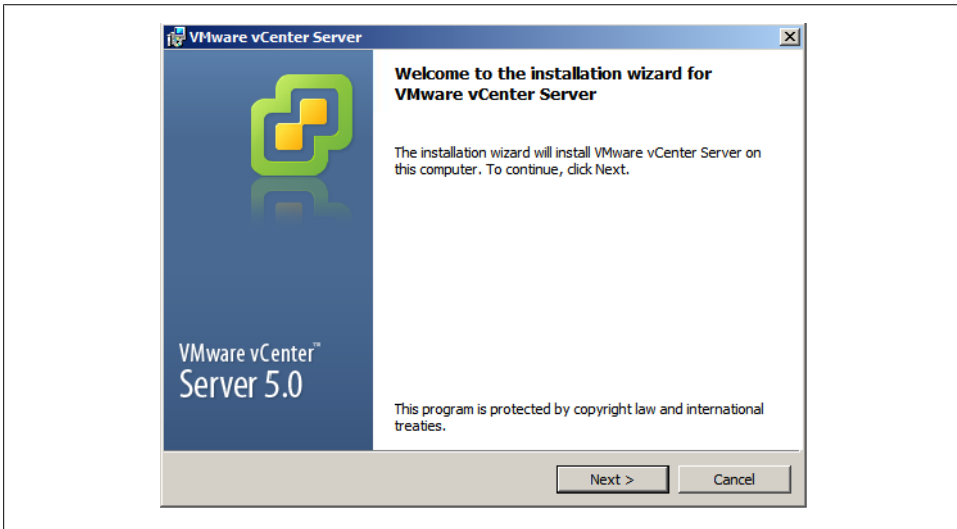 VMware vCenter Server
Welcome to the installation wizard for
VMware vCenter Server
The installation wizard will install VMware vCenter Server on
this computer. To continue, click Next.
VMware vCenter™
Server 5.0
This program is protected by copyright law and international
treaties.
Next >
Cancel